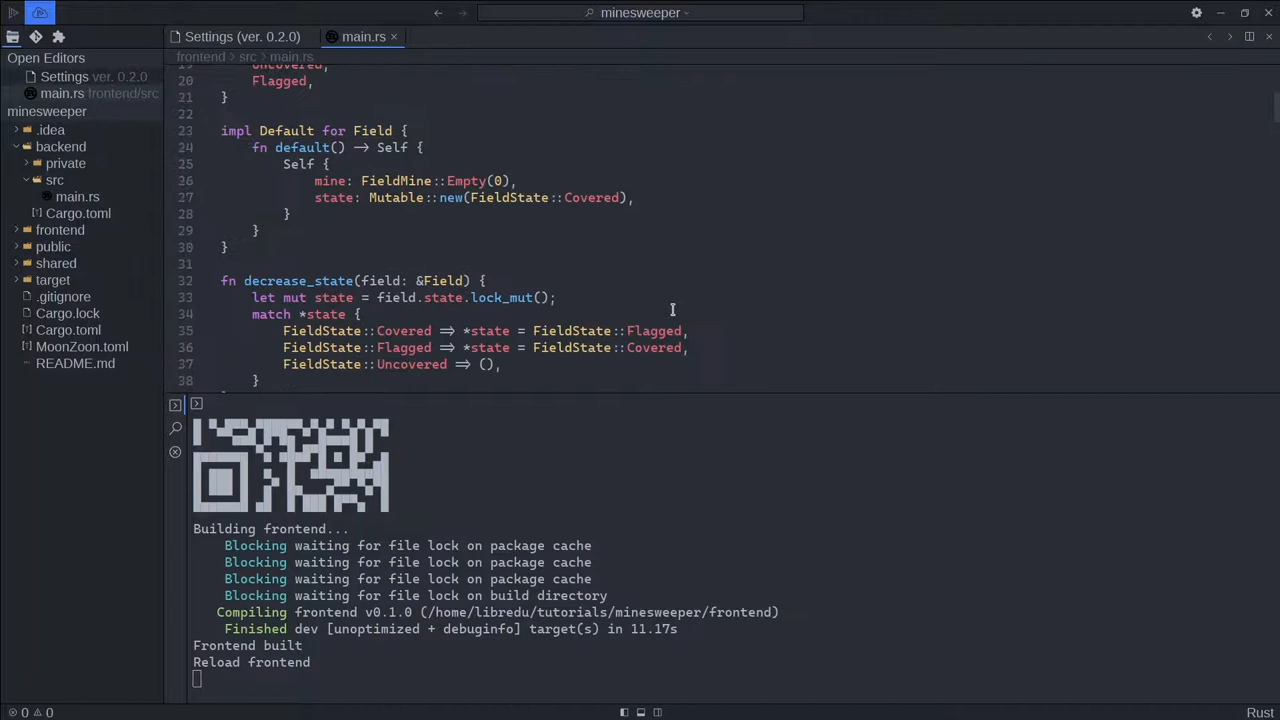 minesweeper
Settings (ver. 0.2.0)
main.rs
Open Editors
Settings ver. 0.2.0
main.rs frontend/src
minesweeper
.idea
backend
private
src
main.rs
Cargo.toml
frontend
public
shared
target
.gitignore
Cargo.lock
Cargo.toml
MoonZoon.toml
README.md
frontend > src > main.rs
19 Uncovered,
20 Flagged,
21 }
22
23 impl Default for Field {
24 fn default() -> Self {
25 Self {
26 mine: FieldMine::Empty(0),
27 state: Mutable::new(FieldState::Covered),
28 }
29 }
30 }
31
32 fn decrease_state(field: &Field) {
33 let mut state = field.state.lock_mut();
34 match *state {
35 FieldState::Covered => *state = FieldState::Flagged,
36 FieldState::Flagged => *state = FieldState::Covered,
37 FieldState::Uncovered => (),
38 }
Building frontend...
Blocking waiting for file lock on package cache
Blocking waiting for file lock on package cache
Blocking waiting for file lock on package cache
Blocking waiting for file lock on build directory
Compiling frontend v0.1.0 (/home/libredu/tutorials/minesweeper/frontend)
Finished dev [unoptimized + debuginfo] target(s) in 11.17s
Frontend built
Reload frontend
0 0
Rust